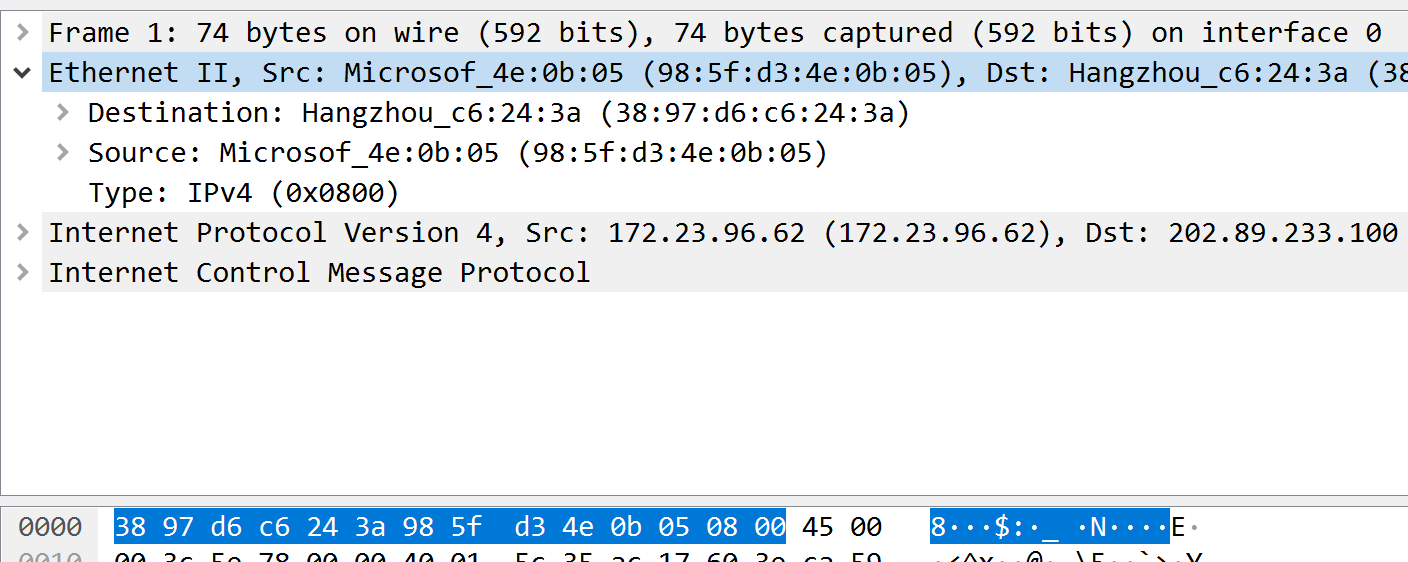 Frame 1: 74 bytes on wire (592 bits), 74 bytes captured (592 bits) on interface 0
Ethernet II, Src: Microsof_4e:0b:05 (98:5f:d3:4e:0b:05), Dst: Hangzhou_c6:24:3a (38
Destination: Hangzhou_c6:24:3a (38:97:d6:c6:24:3a)
Source: Microsof_4e:0b:05 (98:5f:d3:4e:0b:05)
Type: IPv4 (0x0800)
Internet Protocol Version 4, Src: 172.23.96.62 (172.23.96.62), Dst: 202.89.233.100
Internet Control Message Protocol
0000 38 97 d6 c6 24 3a 98 5f d3 4e 0b 05 08 00 45 00 8···$:·_ ·N····E·